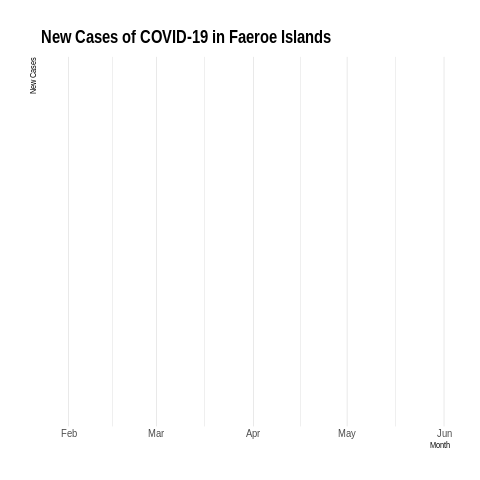 New Cases of COVID-19 in Faeroe Islands
New Cases
Feb Mar Apr May Jun
Month